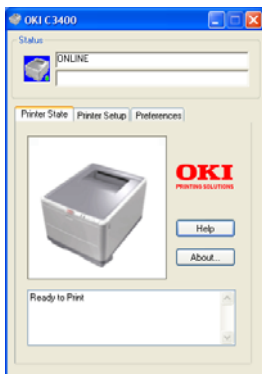 OKI C3400
Status
ONLINE
Printer State
Printer Setup
Preferences
OKI
PRINTING SOLUTIONS
Help
About...
Ready to Print